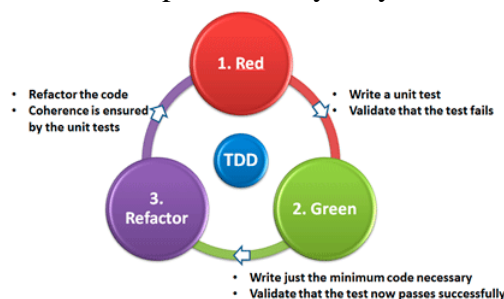 1. Red
• Refactor the code
• Coherence is ensured
by the unit tests
• Write a unit test
• Validate that the test fails
TDD
3.
Refactor
2. Green
• Write just the minimum code necessary
• Validate that the test now passes successfully